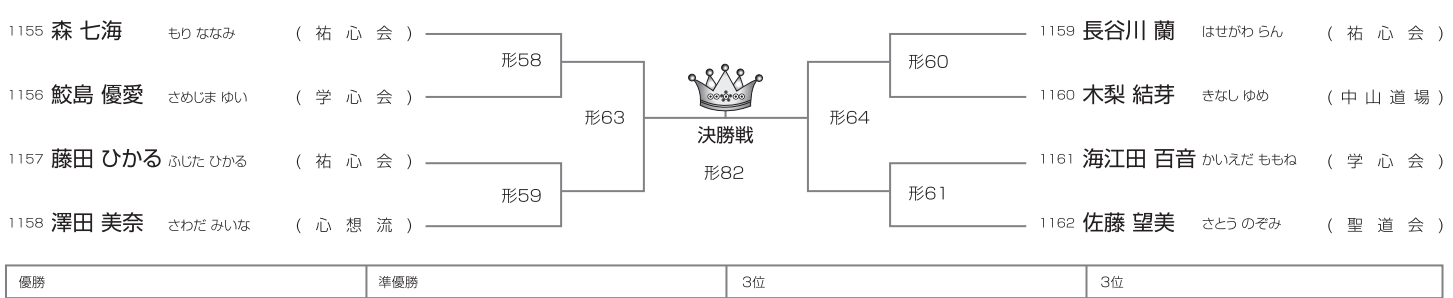 1155 森 七海 もり ななみ ( 祐 心 会 )
形58
1156 鮫島 優愛 さめじま ゆい ( 学 心 会 )
形63
1157 藤田 ひかる ふじた ひかる ( 祐 心 会 )
形59
1158 澤田 美奈 さわだ みいな ( 心 想 流 )
決勝戦
形82
1159 長谷川 蘭 はせがわ らん ( 祐 心 会 )
形60
1160 木梨 結芽 きなし ゆめ ( 中 山 道 場 )
形64
1161 海江田 百音 かいえだ ももね ( 学 心 会 )
形61
1162 佐藤 望美 さとう のぞみ ( 聖 道 会 )
優勝 準優勝 3位 3位